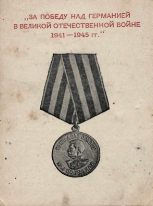 „ЗА ПОБЕДУ НАД ГЕРМАНИЕЙ
В ВЕЛИКОЙ ОТЕЧЕСТВЕННОЙ ВОЙНЕ
1941—1945 гг.“